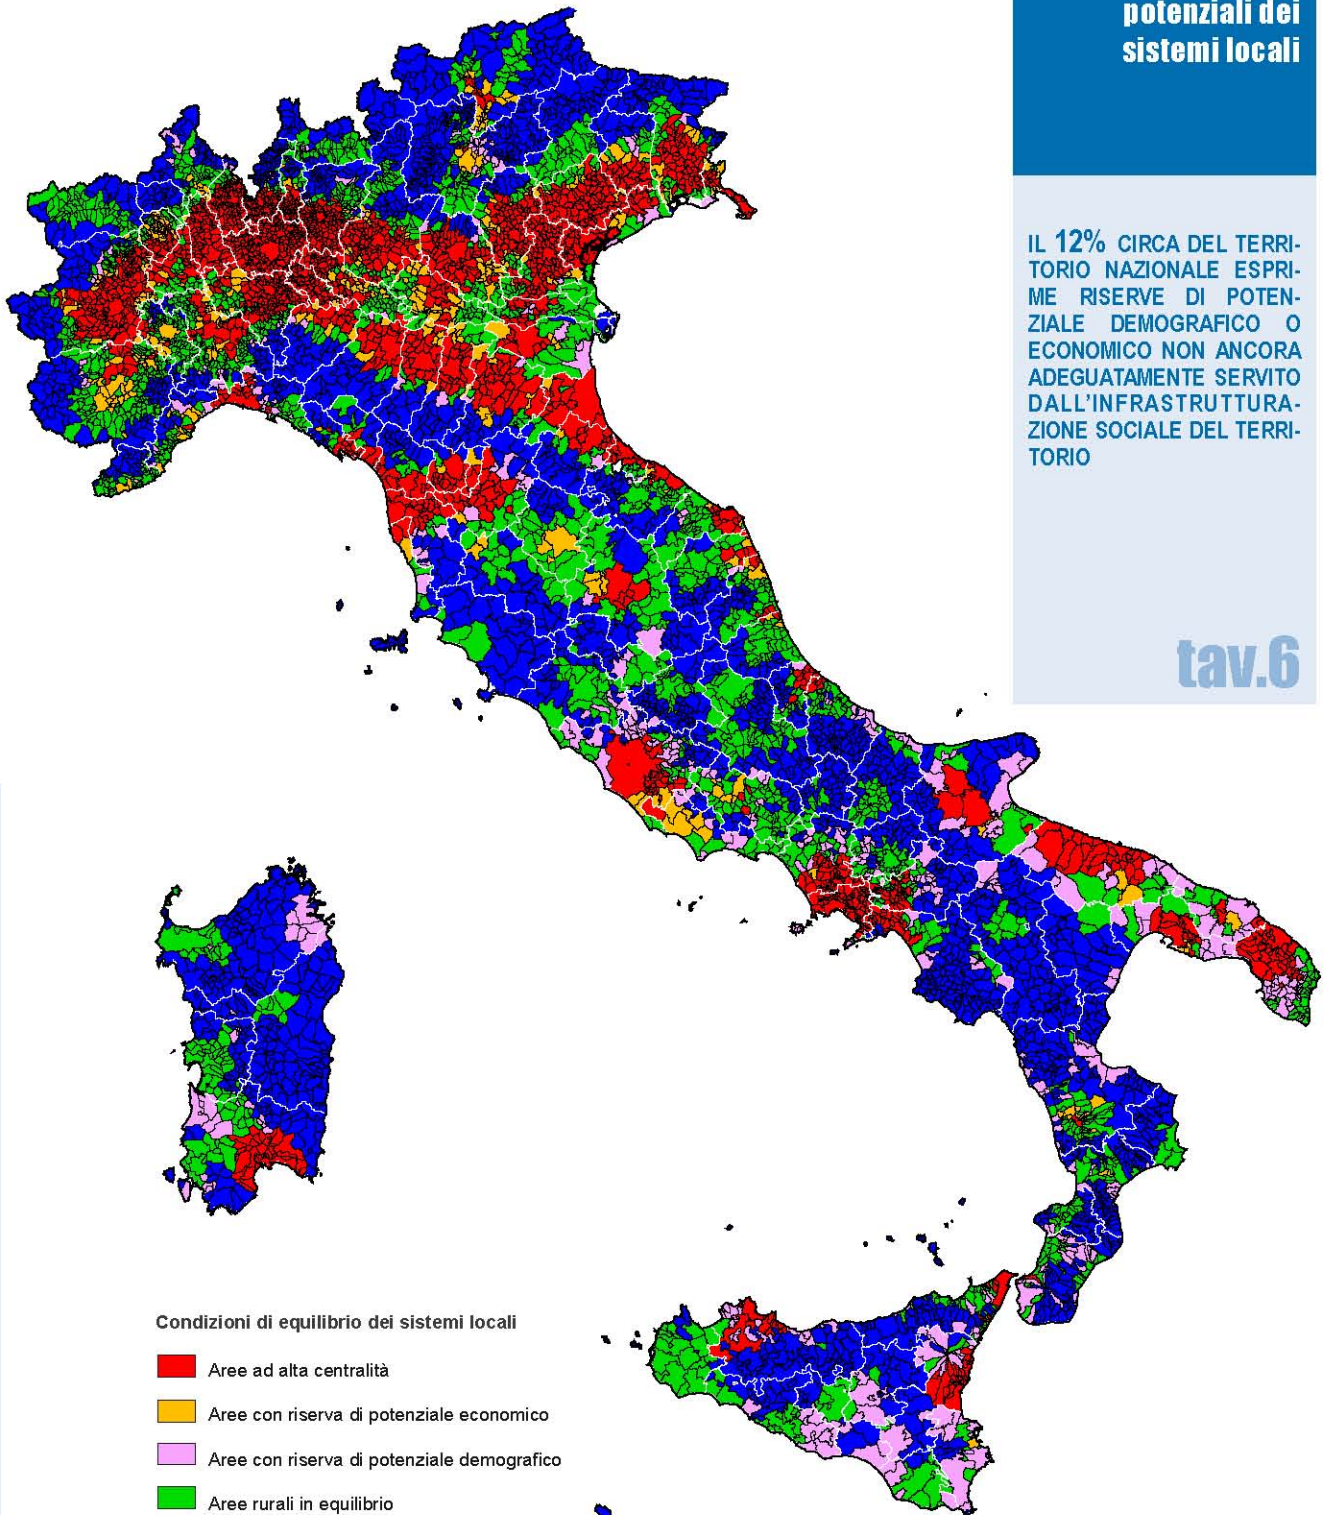 potenziali dei
sistemi locali
IL 12% CIRCA DEL TERRI-
TORIO NAZIONALE ESPRI-
ME RISERVE DI POTEN-
ZIALE DEMOGRAFICO O
ECONOMICO NON ANCORA
ADEGUATAMENTE SERVITO
DALL'INFRASTRUTTURA-
ZIONE SOCIALE DEL TERRI-
TORIO
tav.6
Condizioni di equilibrio dei sistemi locali
Aree ad alta centralità
Aree con riserva di potenziale economico
Aree con riserva di potenziale demografico
Aree rurali in equilibrio